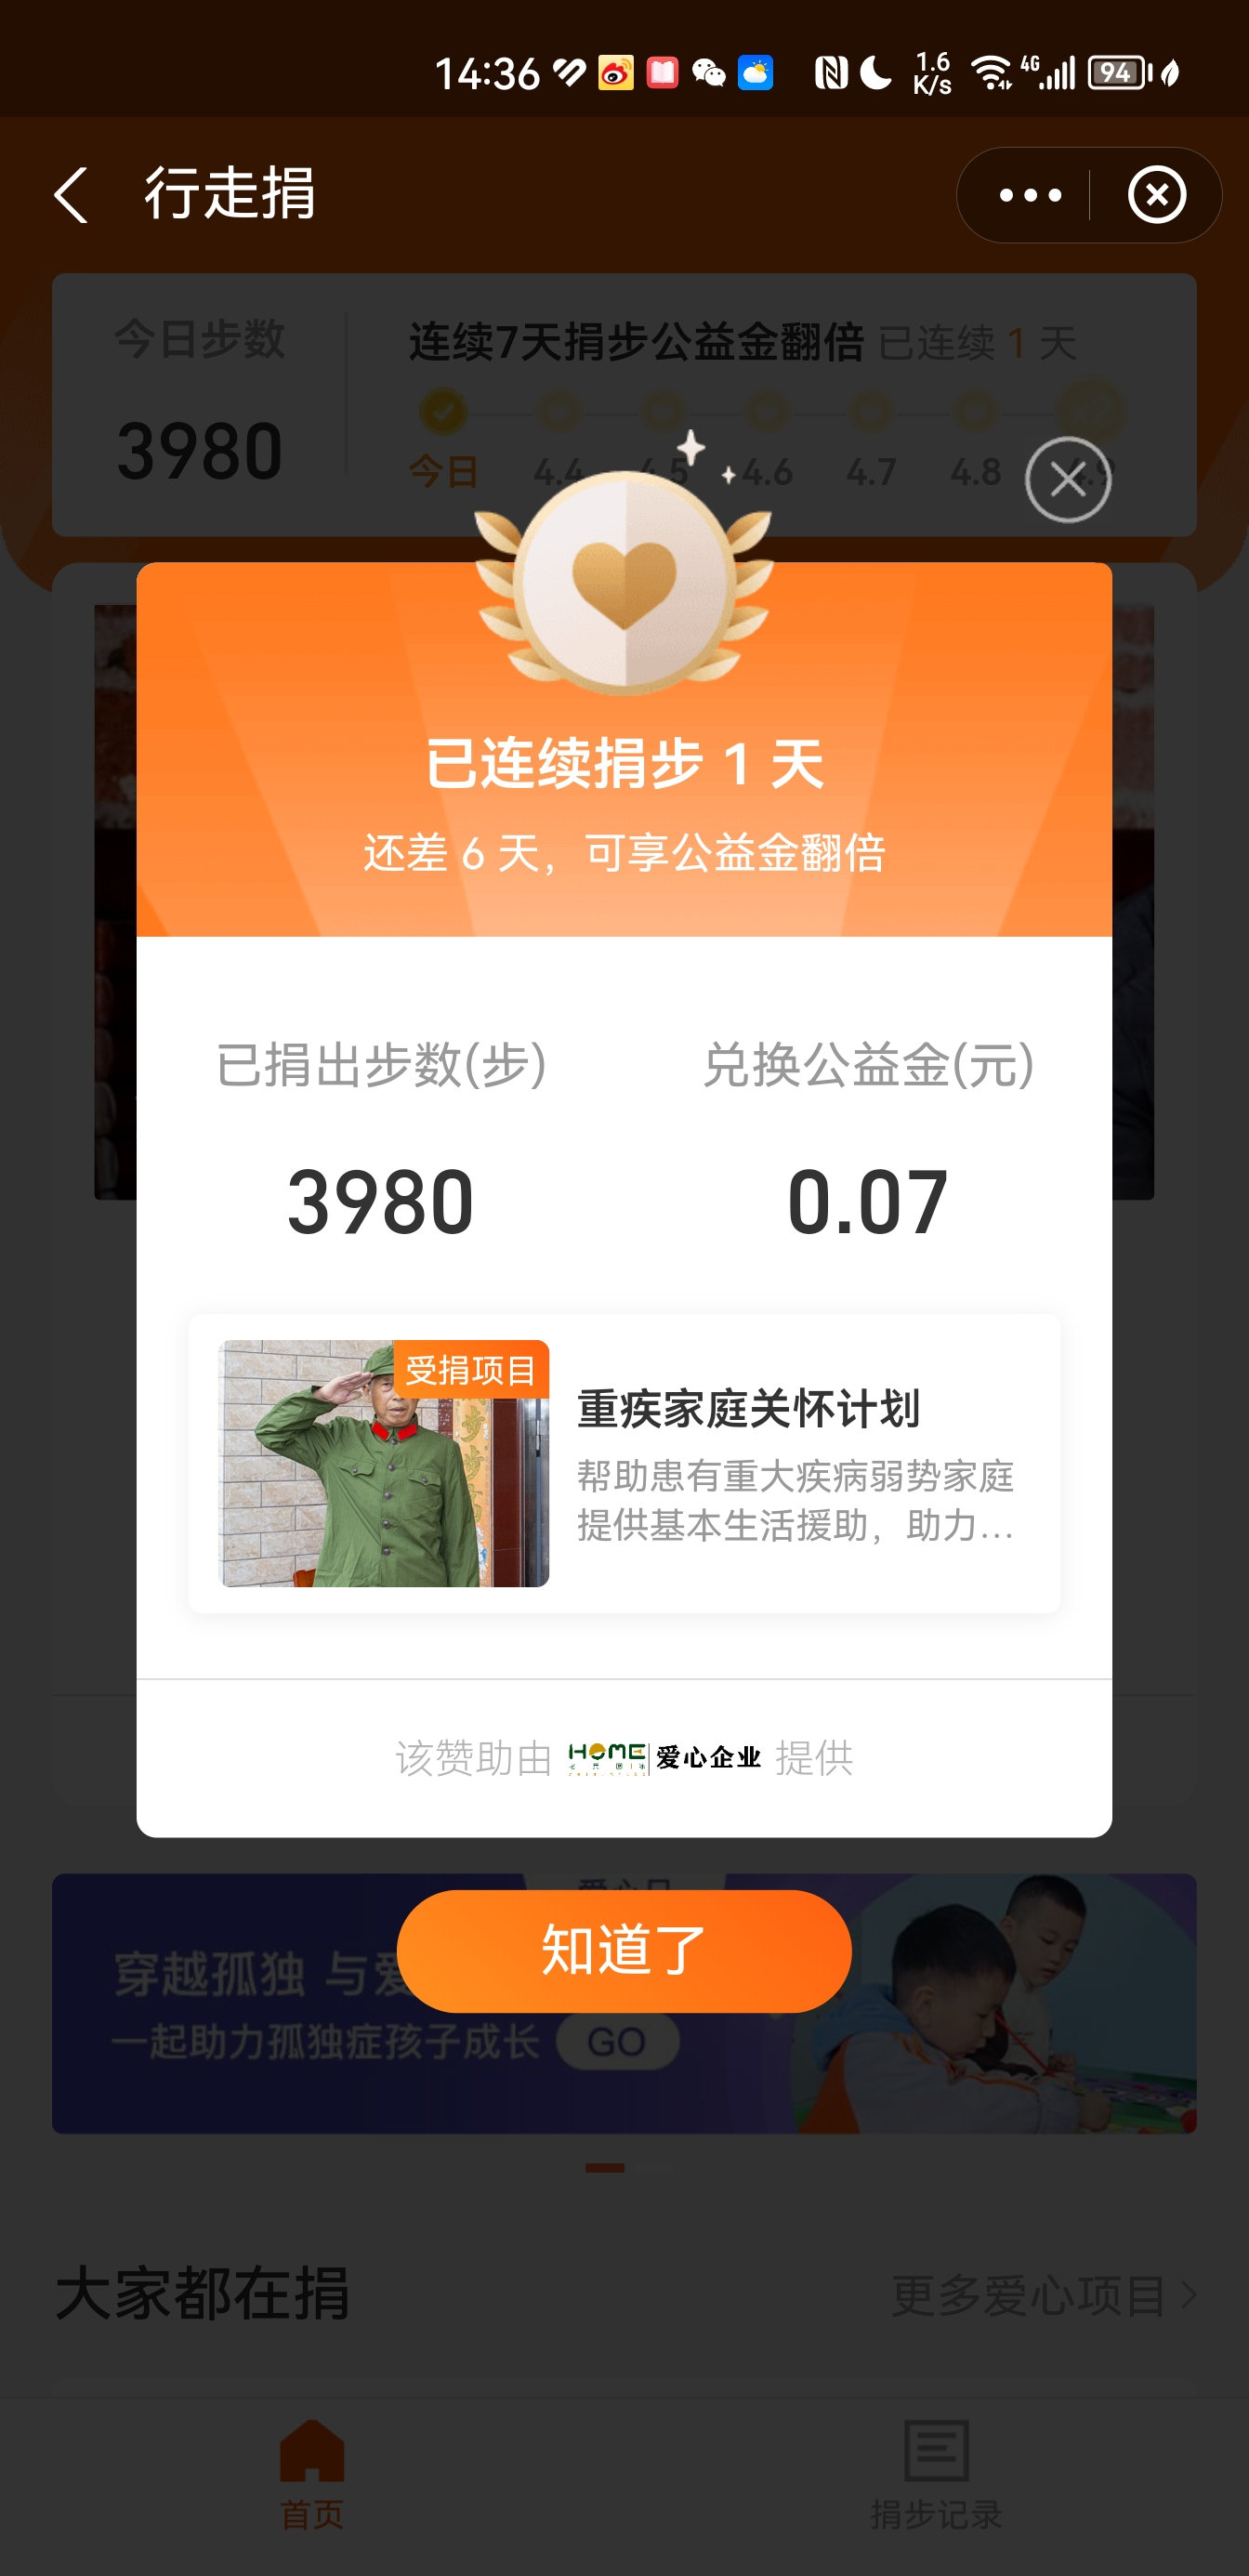 14:36
1.6
K/s
4G
94
行走捐
今日步数
3980
连续7天捐步公益金翻倍 已连续 1 天
x2
今日 4.4 4.5 4.6 4.7 4.8 4.9
已连续捐步 1 天
还差 6 天，可享公益金翻倍
已捐出步数(步)
兑换公益金(元)
3980
0.07
受捐项目
重疾家庭关怀计划
帮助患有重大疾病弱势家庭
提供基本生活援助，助力...
该赞助由 HOME 爱心企业 提供
知道了
穿越孤独 与爱
一起助力孤独症孩子成长 GO
大家都在捐
更多爱心项目
首页
捐步记录